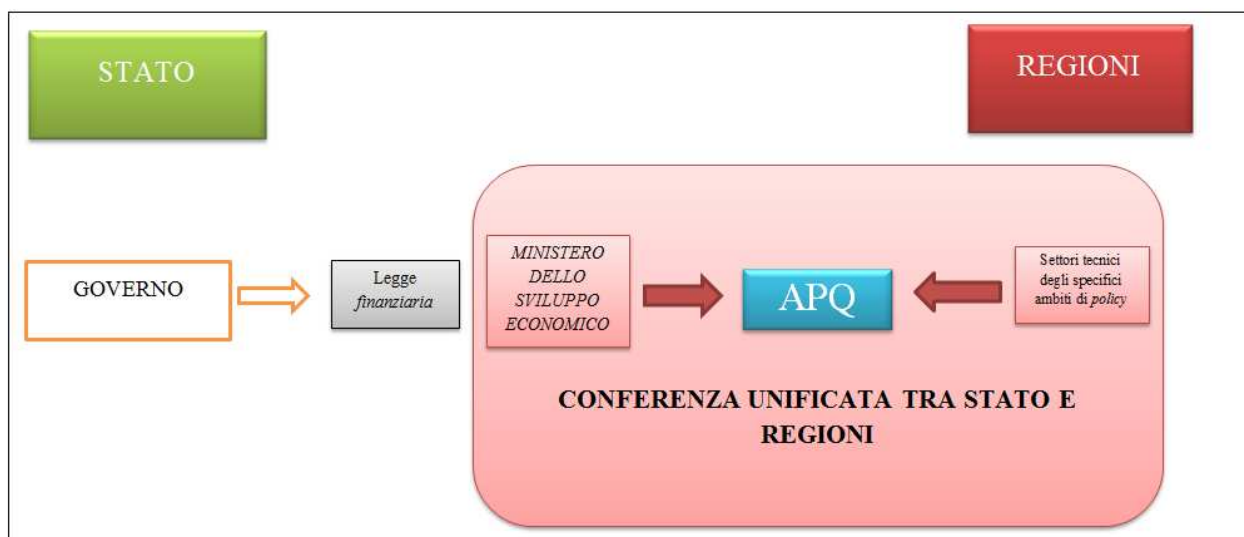 STATO
REGIONI
GOVERNO
Legge
finanziaria
MINISTERO
DELLO
SVILUPPO
ECONOMICO
APQ
Settori tecnici
degli specifici
ambiti di policy
CONFERENZA UNIFICATA TRA STATO E
REGIONI